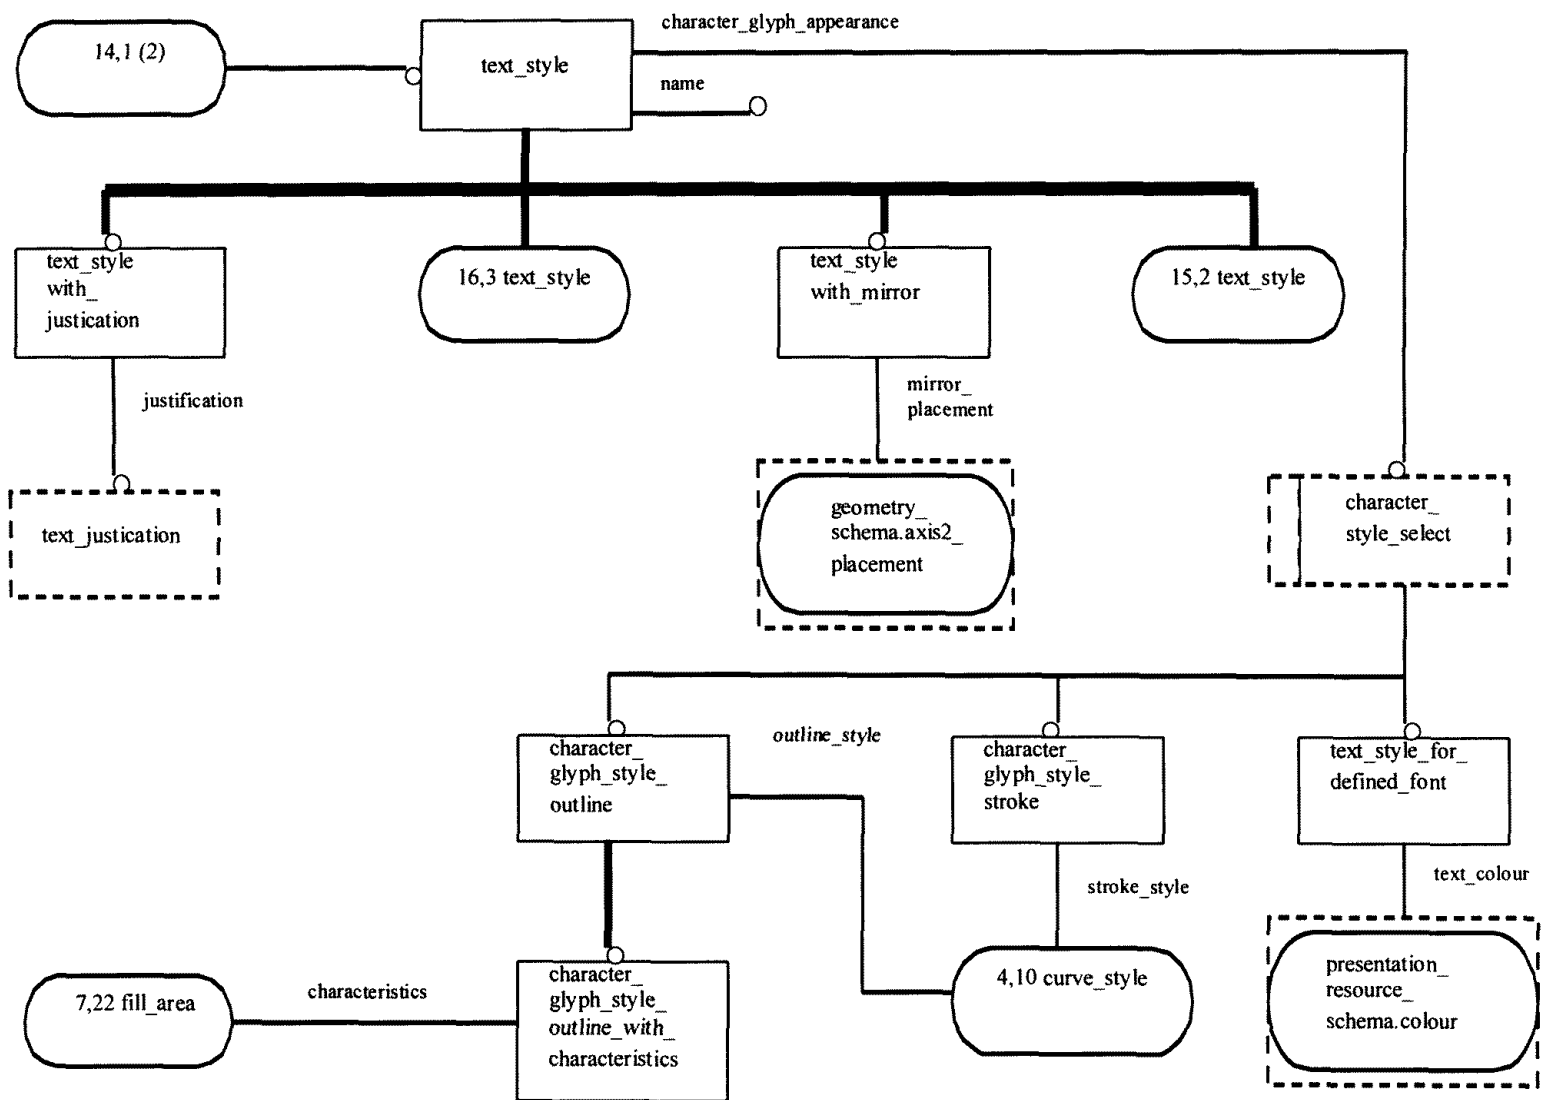 character_glyph_appearance
14,1 (2)
text_style
name
text_style
with_
justication
16,3 text_style
text_style
with_mirror
15,2 text_style
justification
mirror_
placement
text_justication
geometry_
schema.axis2_
placement
character_
style_select
character_
glyph_style_
outline
outline_style
character_
glyph_style_
stroke
text_style_for_
defined_font
stroke_style
text_colour
7,22 fill_area
characteristics
character_
glyph_style_
outline_with_
characteristics
4,10 curve_style
presentation_
resource_
schema.colour